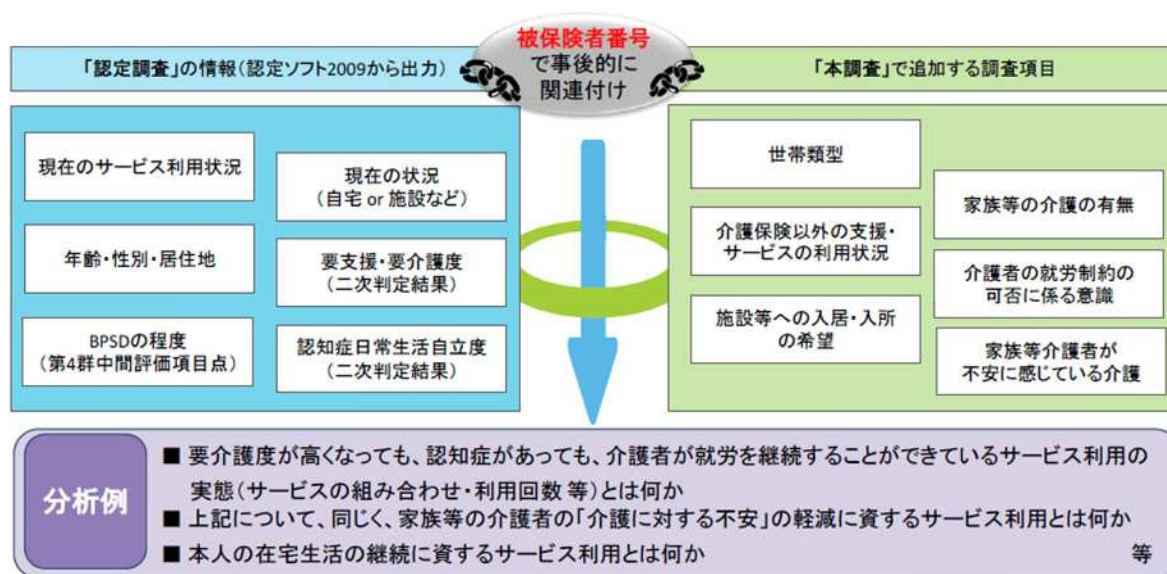 被保険者番号
で事後的に
関連付け
「認定調査」の情報(認定ソフト2009から出力)
現在のサービス利用状況
年齢・性別・居住地
BPSDの程度
(第4群中間評価項目点)
現在の状況
(自宅 or 施設など)
要支援・要介護度
(二次判定結果)
認知症日常生活自立度
(二次判定結果)
「本調査」で追加する調査項目
世帯類型
介護保険以外の支援・
サービスの利用状況
施設等への入居・入所
の希望
家族等の介護の有無
介護者の就労制約の
可否に係る意識
家族等介護者が
不安に感じている介護
分析例
■ 要介護度が高くなっても、認知症があっても、介護者が就労を継続することができているサービス利用の
実態(サービスの組み合わせ・利用回数 等)とは何か
■ 上記について、同じく、家族等の介護者の「介護に対する不安」の軽減に資するサービス利用とは何か
■ 本人の在宅生活の継続に資するサービス利用とは何か 等